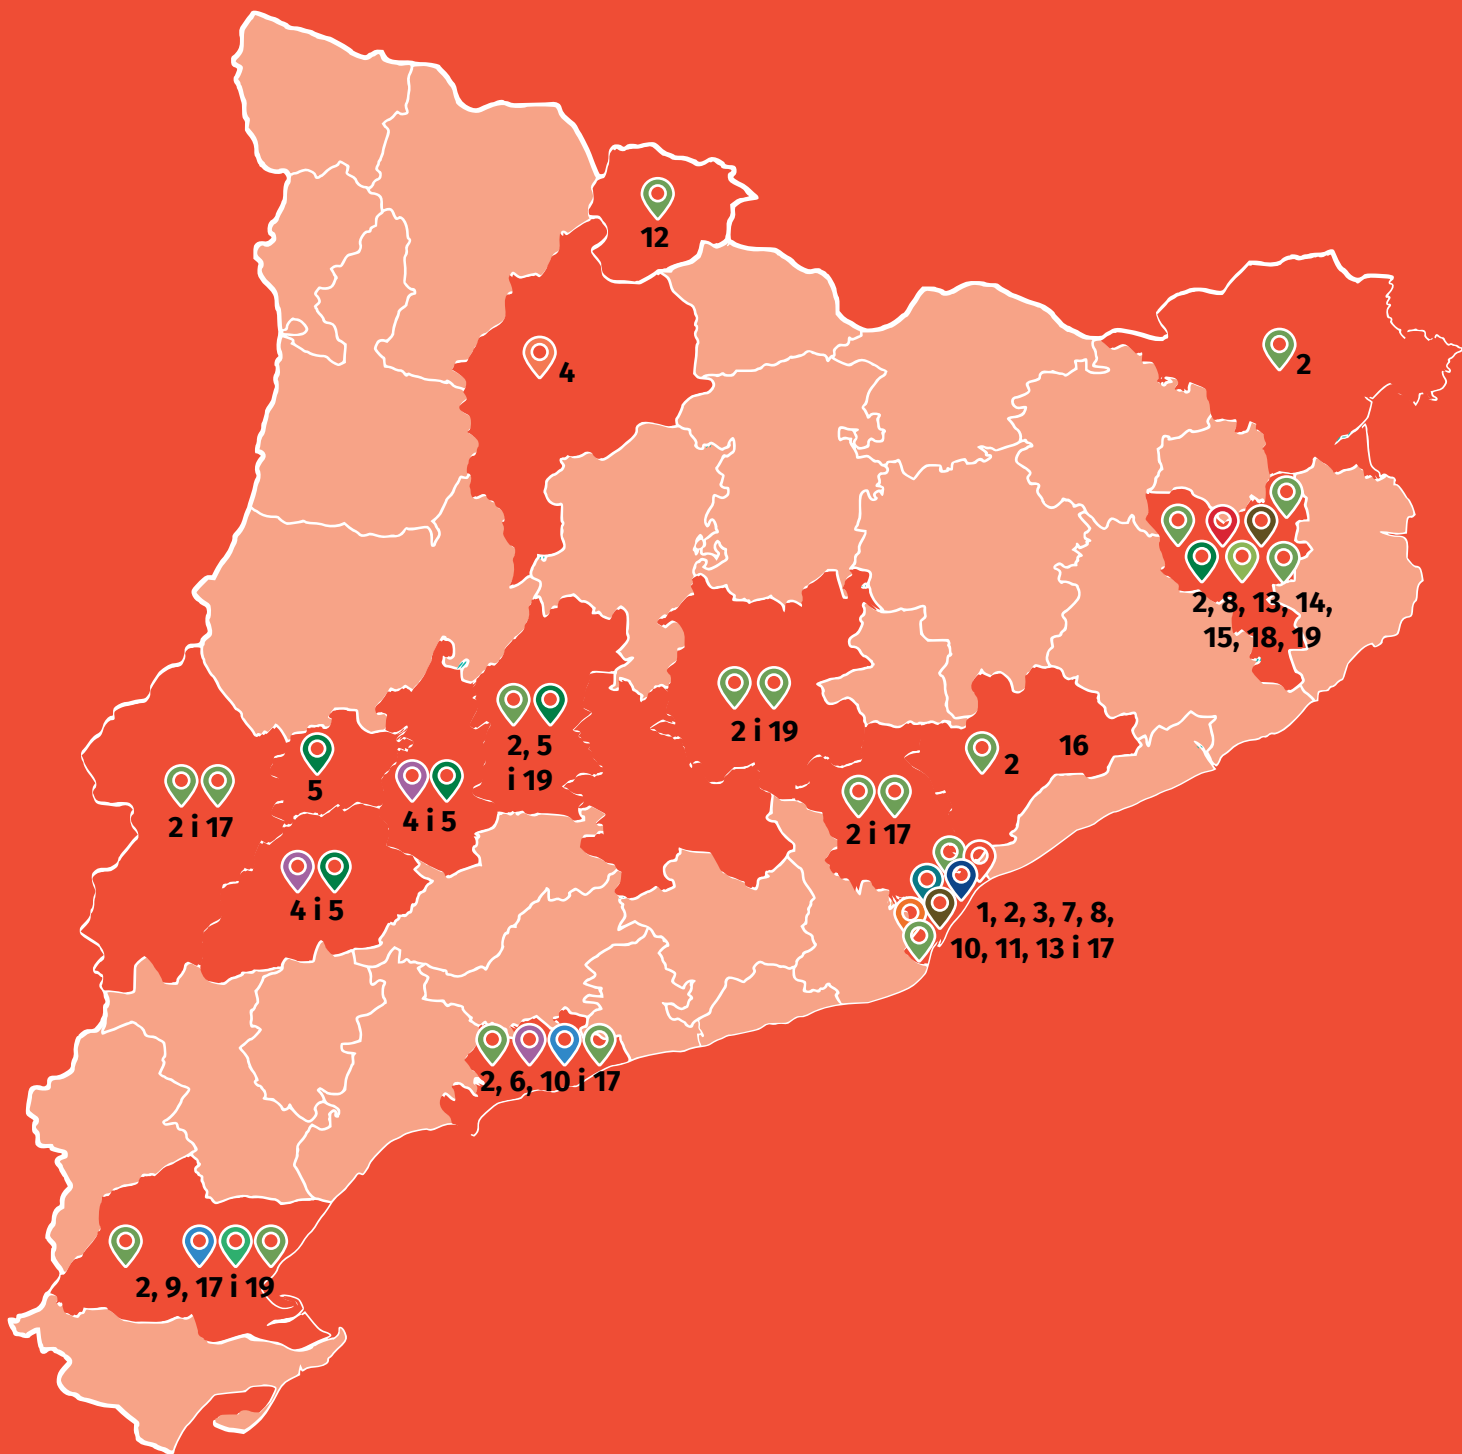 12
4
2
2, 8, 13, 14,
15, 18, 19
2 i 19
2, 5
i 19
16
2
5
2 i 17
4 i 5
2 i 17
4 i 5
1, 2, 3, 7, 8,
10, 11, 13 i 17
2, 6, 10 i 17
2, 9, 17 i 19